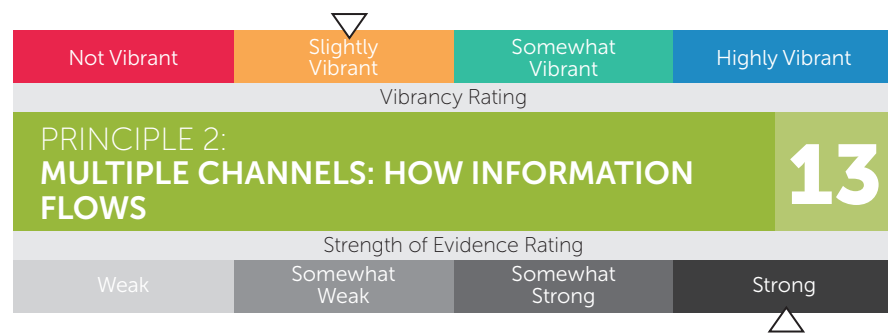 Not Vibrant
Slightly
Vibrant
Somewhat
Vibrant
Highly Vibrant
Vibrancy Rating
PRINCIPLE 2:
MULTIPLE CHANNELS: HOW INFORMATION
FLOWS
13
Strength of Evidence Rating
Weak
Somewhat
Weak
Somewhat
Strong
Strong